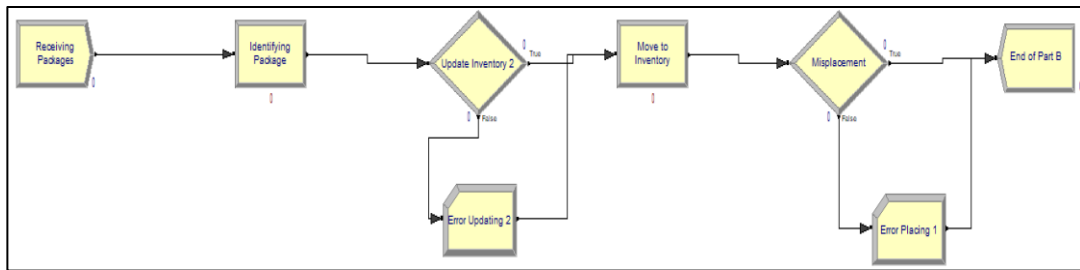 Receiving
Packages
0
Identifying
Package
0
Update Inventory 2
0
True
0
False
Error Updating 2
Move to
Inventory
0
Misplacement
0
True
0
False
Error Placing 1
End of Part B